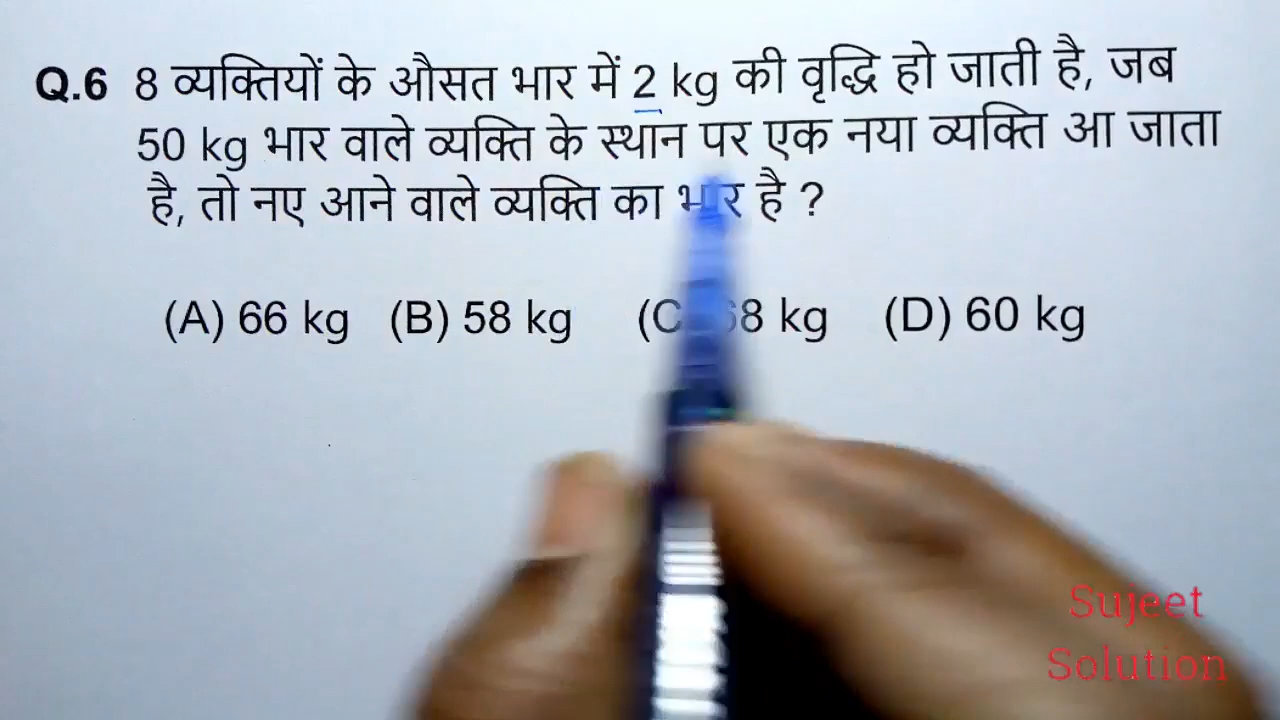 Q.6 8 व्यक्तियों के औसत भार में 2 kg की वृद्धि हो जाती है, जब
50 kg भार वाले व्यक्ति के स्थान पर एक नया व्यक्ति आ जाता
है, तो नए आने वाले व्यक्ति का भार है ?
(A) 66 kg (B) 58 kg (C) 68 kg (D) 60 kg
Sujeet
Solution